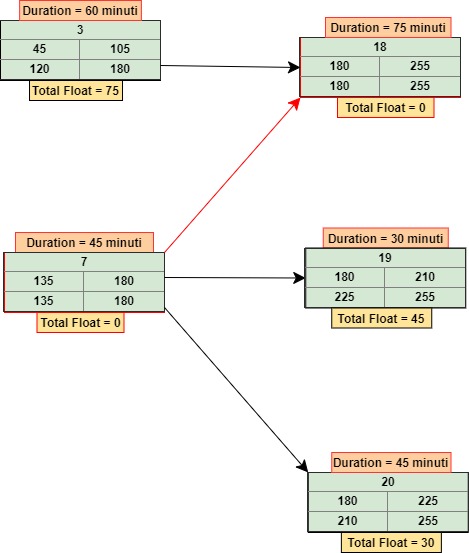 Duration = 60 minuti
3
45 105
120 180
Total Float = 75
Duration = 75 minuti
18
180 255
180 255
Total Float = 0
Duration = 45 minuti
7
135 180
135 180
Total Float = 0
Duration = 30 minuti
19
180 210
225 255
Total Float = 45
Duration = 45 minuti
20
180 225
210 255
Total Float = 30